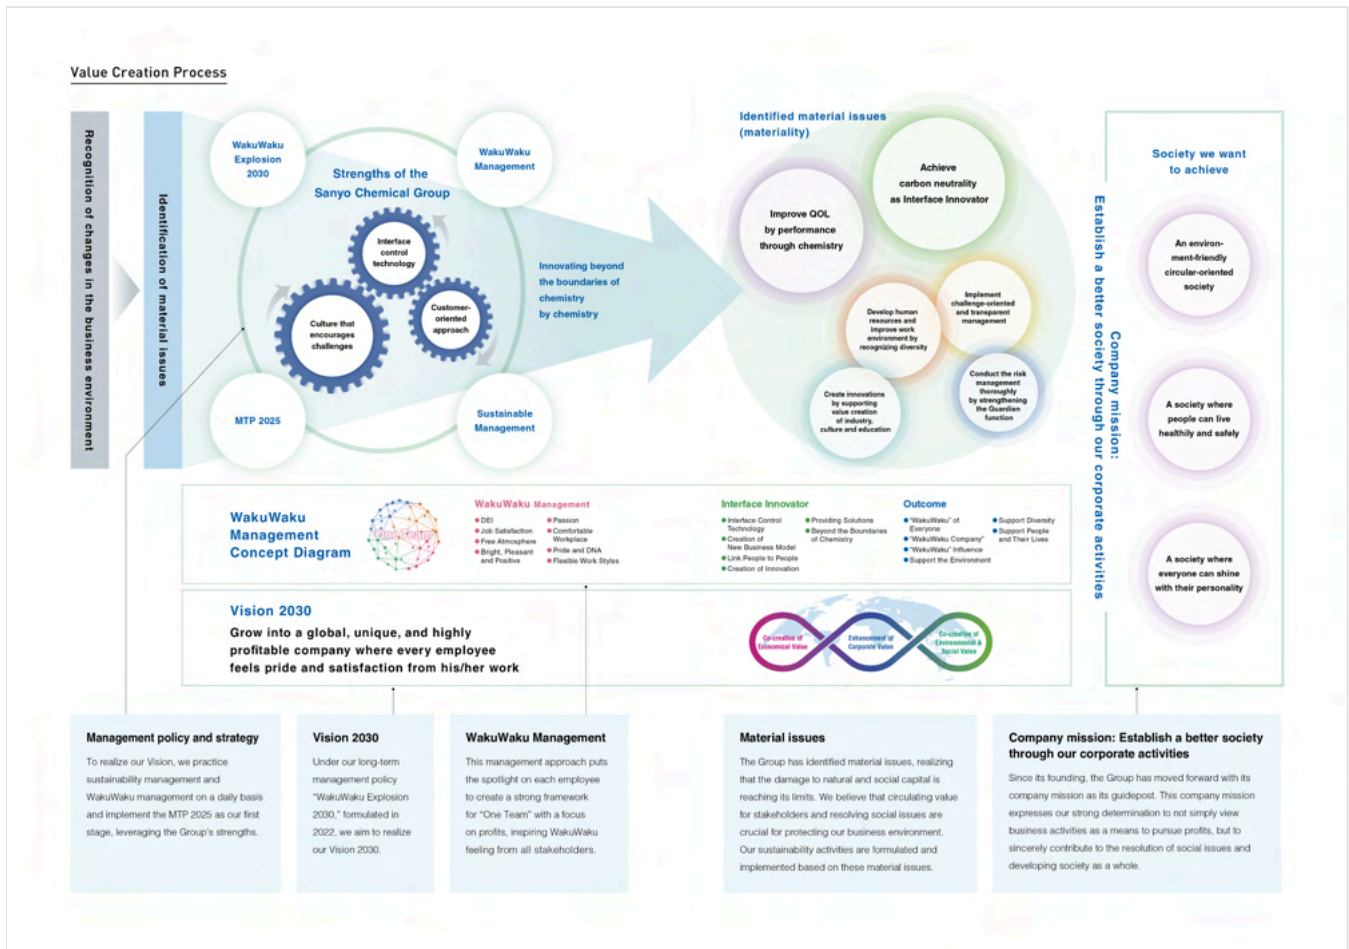 Value Creation Process
Recognition of changes in the business environment
Identification of material issues
WakuWaku
Explosion
2030
WakuWaku
Management
Strengths of the
Sanyo Chemical Group
Interface
control
technology
Customer-
oriented
approach
Culture that
encourages
challenges
MTP 2025
Sustainable
Management
Innovating beyond
the boundaries of
chemistry
by chemistry
Identified material issues
(materiality)
Achieve
carbon neutrality
as Interface Innovator
Improve QOL
by performance
through chemistry
Implement
challenge-oriented
and transparent
management
Develop human
resources and
improve work
environment by
recognizing diversity
Conduct the risk
management
thoroughly
by strengthening
the Guardian
function
Create innovations
by supporting
value creation
of industry,
culture and education
Company mission:
Establish a better society through our corporate activities
Society we want
to achieve
An environ-
ment-friendly
circular-oriented
society
A society where
people can live
healthily and safely
A society where
everyone can shine
with their personality
WakuWaku
Management
Concept Diagram
One Team
WakuWaku Management
DEI
Job Satisfaction
Free Atmosphere
Bright, Pleasant
and Positive
Passion
Comfortable
Workplace
Pride and DNA
Flexible Work Styles
Interface Innovator
Interface Control
Technology
Creation of
New Business Model
Link People to People
Creation of Innovation
Providing Solutions
Beyond the Boundaries
of Chemistry
Outcome
"WakuWaku" of
Everyone
"WakuWaku Company"
"WakuWaku" Influence
Support the Environment
Support Diversity
Support People
and Their Lives
Vision 2030
Grow into a global, unique, and highly
profitable company where every employee
feels pride and satisfaction from his/her work
Co-creation of
Economical Value
Enhancement of
Corporate Value
Co-creation of
Environmental &
Social Value
Management policy and strategy
To realize our Vision, we practice
sustainability management and
WakuWaku management on a daily basis
and implement the MTP 2025 as our first
stage, leveraging the Group's strengths.
Vision 2030
Under our long-term
management policy
"WakuWaku Explosion
2030," formulated in
2022, we aim to realize
our Vision 2030.
WakuWaku Management
This management approach puts
the spotlight on each employee
to create a strong framework
for "One Team" with a focus
on profits, inspiring WakuWaku
feeling from all stakeholders.
Material issues
The Group has identified material issues, realizing
that the damage to natural and social capital is
reaching its limits. We believe that circulating value
for stakeholders and resolving social issues are
crucial for protecting our business environment.
Our sustainability activities are formulated and
implemented based on these material issues.
Company mission: Establish a better society
through our corporate activities
Since its founding, the Group has moved forward with its
company mission as its guidepost. This company mission
expresses our strong determination to not simply view
business activities as a means to pursue profits, but to
sincerely contribute to the resolution of social issues and
developing society as a whole.